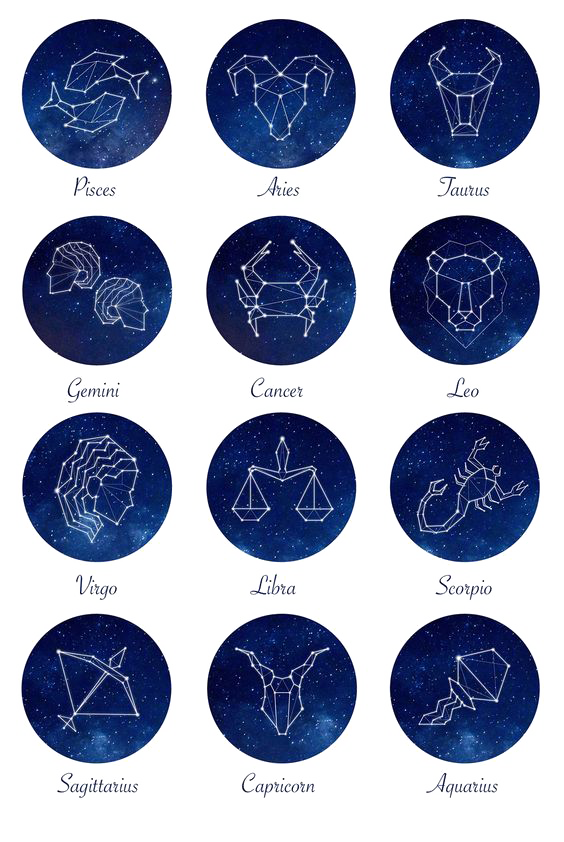 Pisces Aries Taurus
Gemini Cancer Leo
Virgo Libra Scorpio
Sagittarius Capricorn Aquarius